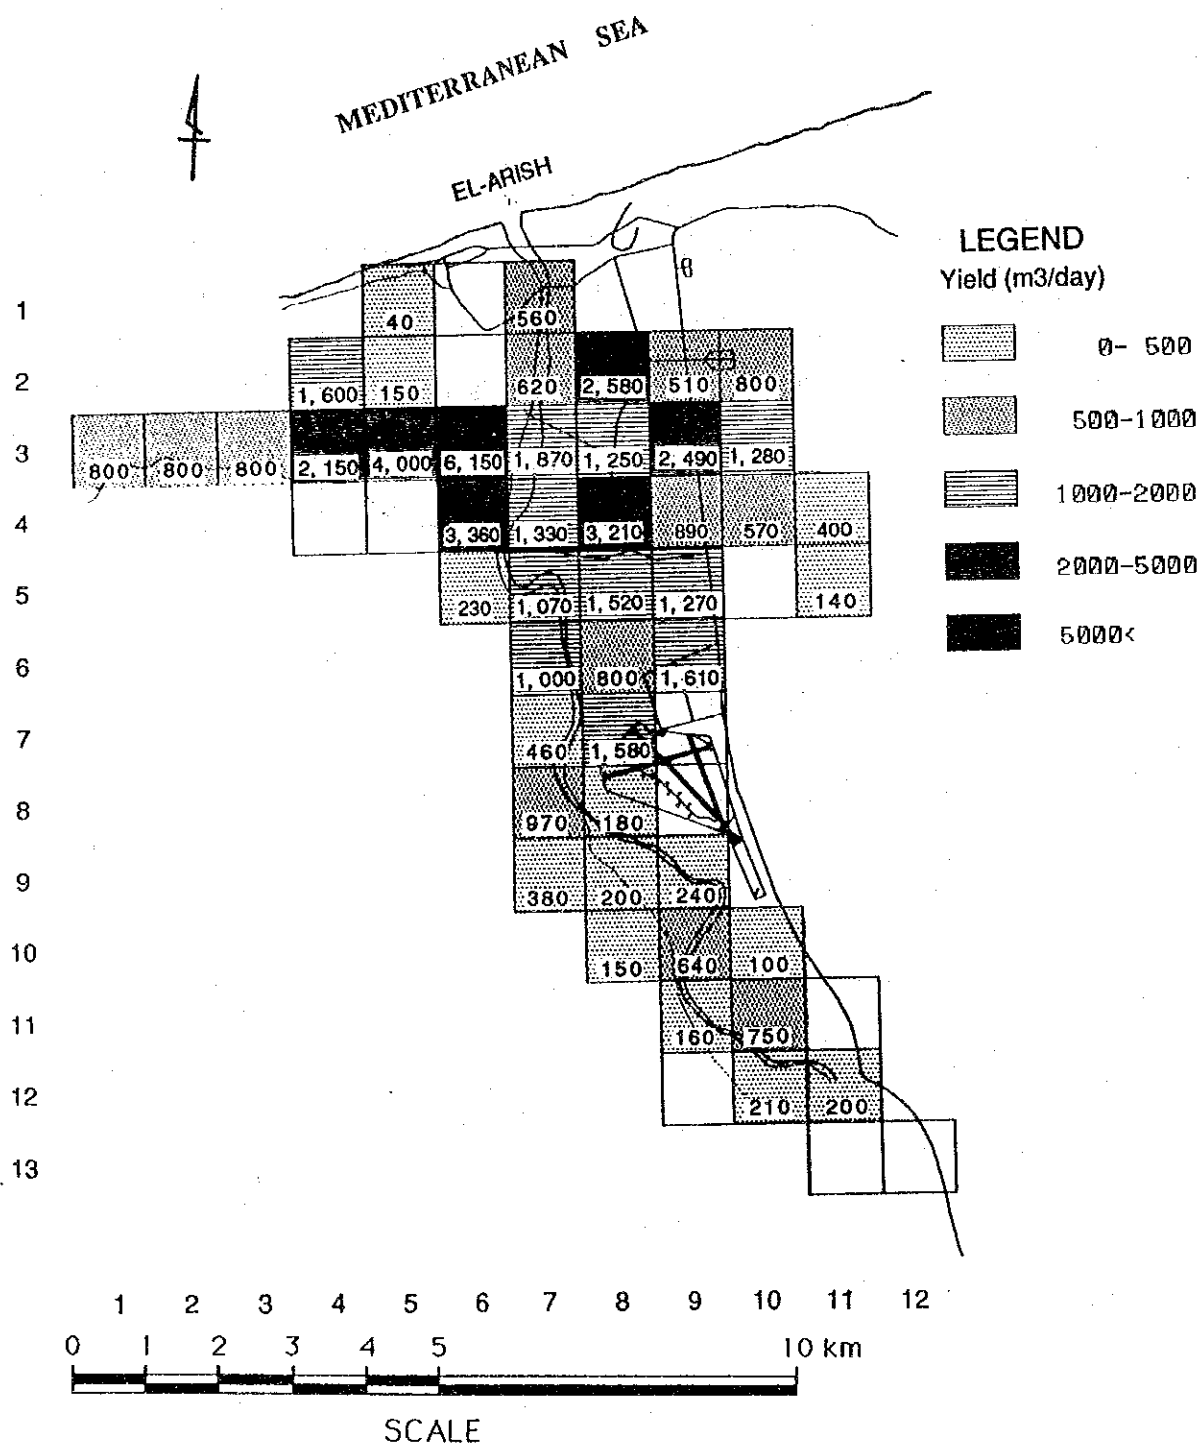 MEDITERRANEAN SEA
EL-ARISH
LEGEND
Yield (m3/day)
0- 500
500-1000
1000-2000
2000-5000
5000<
1
40 560
2
1,600 150 620 2,580 510 800
3
800 800 800 2,150 4,000 6,150 1,870 1,250 2,490 1,280
4
3,360 1,330 3,210 890 570 400
5
230 1,070 1,520 1,270 140
6
1,000 800 1,610
7
460 1,580
8
970 180
9
380 200 240
10
150 640 100
11
160 750
12
210 200
13
1 2 3 4 5 6 7 8 9 10 11 12
0 1 2 3 4 5 10 km
SCALE